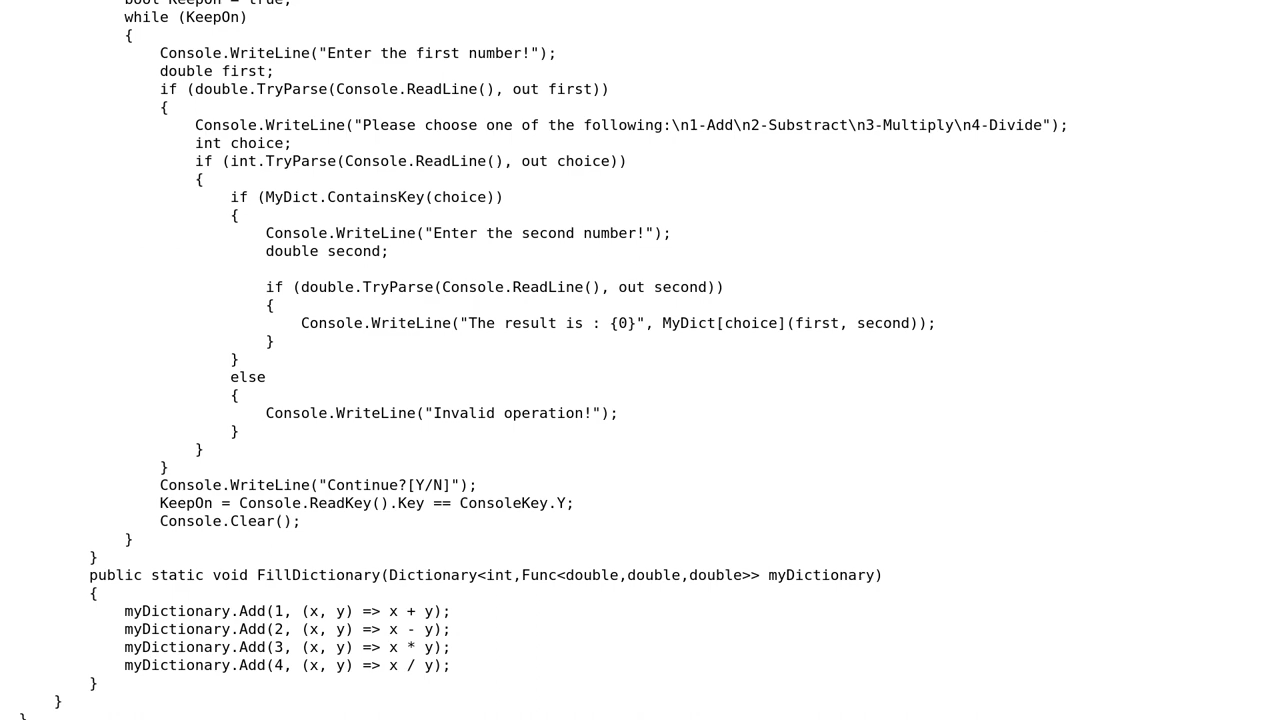 bool KeepOn = true;
while (KeepOn)
{
Console.WriteLine("Enter the first number!");
double first;
if (double.TryParse(Console.ReadLine(), out first))
{
Console.WriteLine("Please choose one of the following:\n1-Add\n2-Substract\n3-Multiply\n4-Divide");
int choice;
if (int.TryParse(Console.ReadLine(), out choice))
{
if (MyDict.ContainsKey(choice))
{
Console.WriteLine("Enter the second number!");
double second;
if (double.TryParse(Console.ReadLine(), out second))
{
Console.WriteLine("The result is : {0}", MyDict[choice](first, second));
}
}
else
{
Console.WriteLine("Invalid operation!");
}
}
}
Console.WriteLine("Continue?[Y/N]");
KeepOn = Console.ReadKey().Key == ConsoleKey.Y;
Console.Clear();
}
}
public static void FillDictionary(Dictionary<int,Func<double,double,double>> myDictionary)
{
myDictionary.Add(1, (x, y) => x + y);
myDictionary.Add(2, (x, y) => x - y);
myDictionary.Add(3, (x, y) => x * y);
myDictionary.Add(4, (x, y) => x / y);
}
}
}